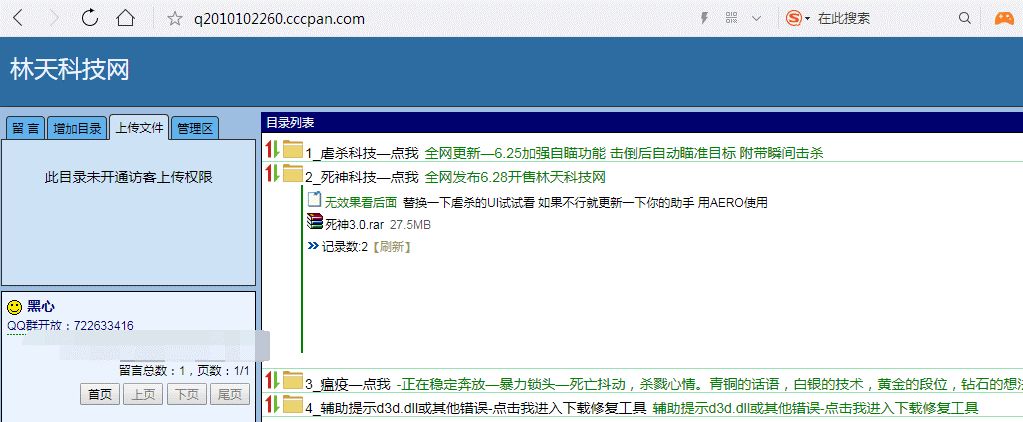 q2010102260.cccpan.com
在此搜索
林天科技网
留 言 增加目录 上传文件 管理区
此目录未开通访客上传权限
黑心
QQ群开放：722633416
留言总数：1，页数：1/1
首页 上页 下页 尾页
目录列表
1_虐杀科技—点我 全网更新—6.25加强自瞄功能 击倒后自动瞄准目标 附带瞬间击杀
2_死神科技—点我 全网发布6.28开售林天科技网
无效果看后面 替换一下虐杀的UI试试看 如果不行就更新一下你的助手 用AERO使用
死神3.0.rar 27.5MB
记录数:2【刷新】
3_瘟疫—点我 -正在稳定奔放—暴力锁头—死亡抖动，杀戮心情。青铜的话语，白银的技术，黄金的段位，钻石的想法
4_辅助提示d3d.dll或其他错误-点击我进入下载修复工具 辅助提示d3d.dll或其他错误-点击我进入下载修复工具